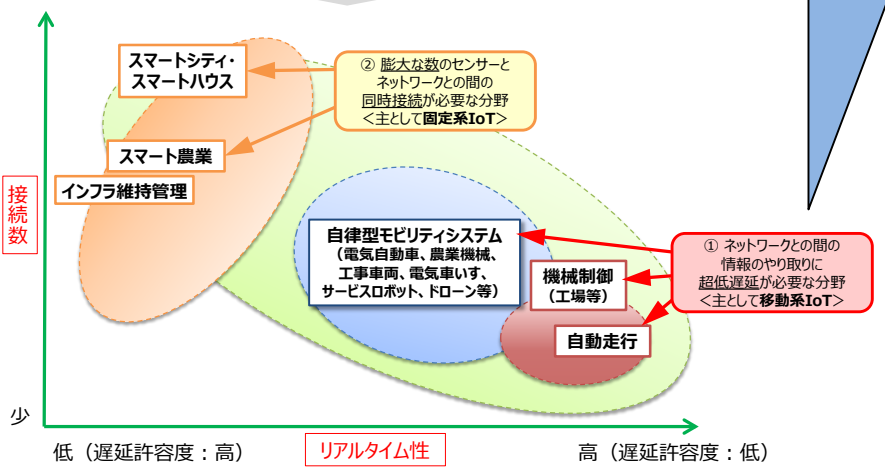 スマートシティ・
スマートハウス
② 膨大な数のセンサーと
ネットワークとの間の
同時接続が必要な分野
<主として固定系IoT>
スマート農業
インフラ維持管理
接続数
自律型モビリティシステム
（電気自動車、農業機械、
工事車両、電気車いす、
サービスロボット、ドローン等）
機械制御
（工場等）
① ネットワークとの間の
情報のやり取りに
超低遅延が必要な分野
<主として移動系IoT>
自動走行
少
低（遅延許容度：高）
リアルタイム性
高（遅延許容度：低）